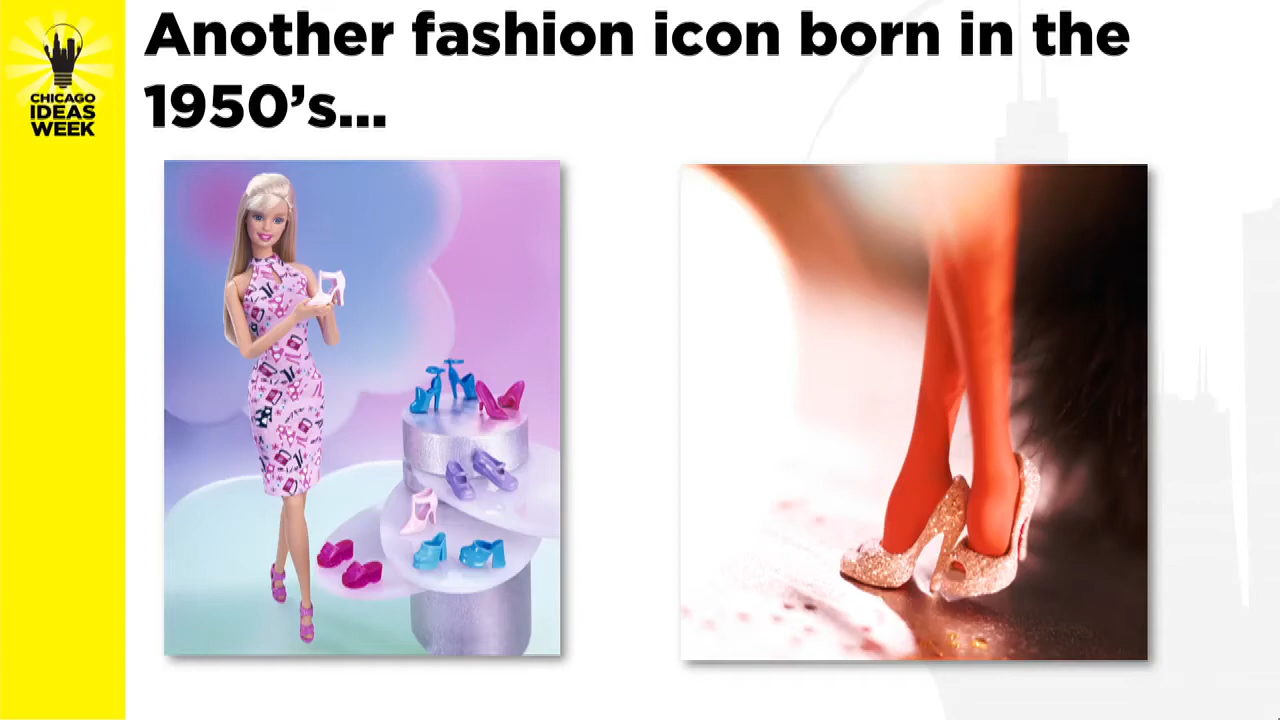 CHICAGO
IDEAS
WEEK
Another fashion icon born in the
1950’s...